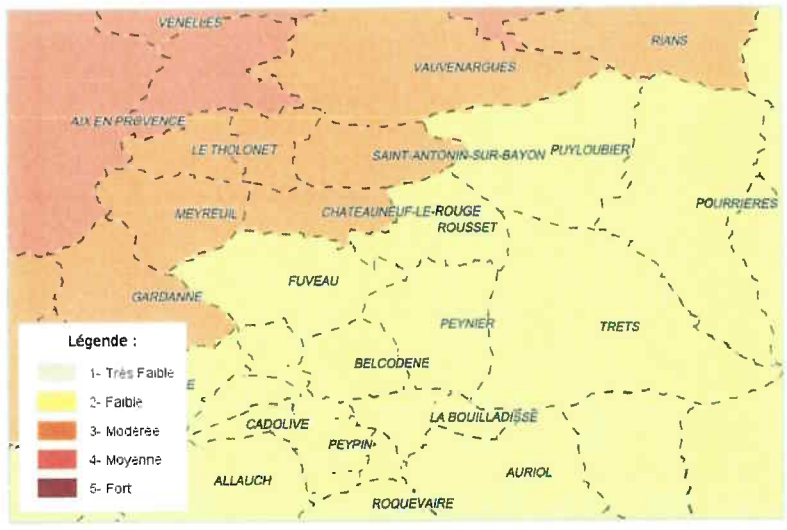 VENELLES
RIANS
VAUVENARGUES
AIX EN PROVENCE
LE THOLONET
SAINT-ANTONIN-SUR-BAYON
PUYLOUBIER
MEYREUIL
CHATEAUNEUF-LE-ROUGE
POURRIERES
ROUSSET
FUVEAU
GARDANNE
PEYNIER
TRETS
Légende :
1- Très Faible
2- Faible
3- Modérée
4- Moyenne
5- Fort
E
BELCODENE
CADOLIVE
LA BOUILLADISSE
PEYPIN
ALLAUCH
AURIOL
ROQUEVAIRE